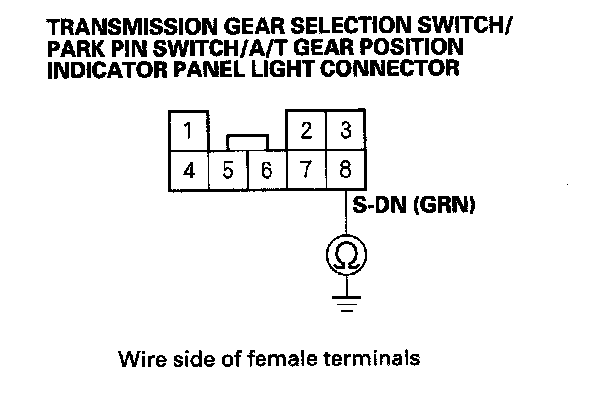 TRANSMISSION GEAR SELECTION SWITCH/
PARK PIN SWITCH/A/T GEAR POSITION
INDICATOR PANEL LIGHT CONNECTOR
1 2 3
4 5 6 7 8
S-DN (GRN)
Ω
Wire side of female terminals